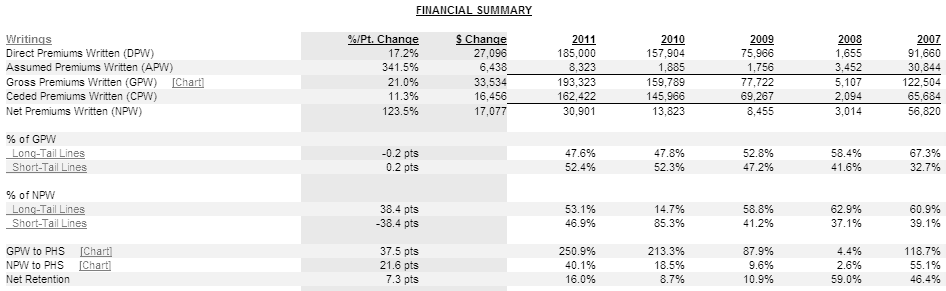 FINANCIAL SUMMARY
Writings %/Pt. Change $ Change 2011 2010 2009 2008 2007
Direct Premiums Written (DPW) 17.2% 27,096 185,000 157,904 75,966 1,655 91,660
Assumed Premiums Written (APW) 341.5% 6,438 8,323 1,885 1,756 3,452 30,844
Gross Premiums Written (GPW) [Chart] 21.0% 33,534 193,323 159,789 77,722 5,107 122,504
Ceded Premiums Written (CPW) 11.3% 16,456 162,422 145,966 69,267 2,094 65,684
Net Premiums Written (NPW) 123.5% 17,077 30,901 13,823 8,455 3,014 56,820
% of GPW
Long-Tail Lines -0.2 pts 47.6% 47.8% 52.8% 58.4% 67.3%
Short-Tail Lines 0.2 pts 52.4% 52.3% 47.2% 41.6% 32.7%
% of NPW
Long-Tail Lines 38.4 pts 53.1% 14.7% 58.8% 62.9% 60.9%
Short-Tail Lines -38.4 pts 46.9% 85.3% 41.2% 37.1% 39.1%
GPW to PHS [Chart] 37.5 pts 250.9% 213.3% 87.9% 4.4% 118.7%
NPW to PHS [Chart] 21.6 pts 40.1% 18.5% 9.6% 2.6% 55.1%
Net Retention 7.3 pts 16.0% 8.7% 10.9% 59.0% 46.4%